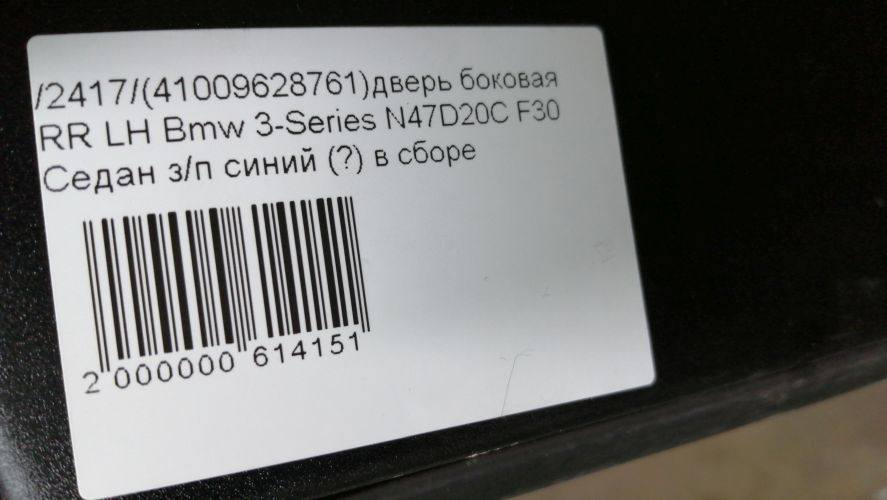 /2417/(41009628761)дверь боковая
RR LH Bmw 3-Series N47D20C F30
Седан з/п синий (?) в сборе
2 000000 614151